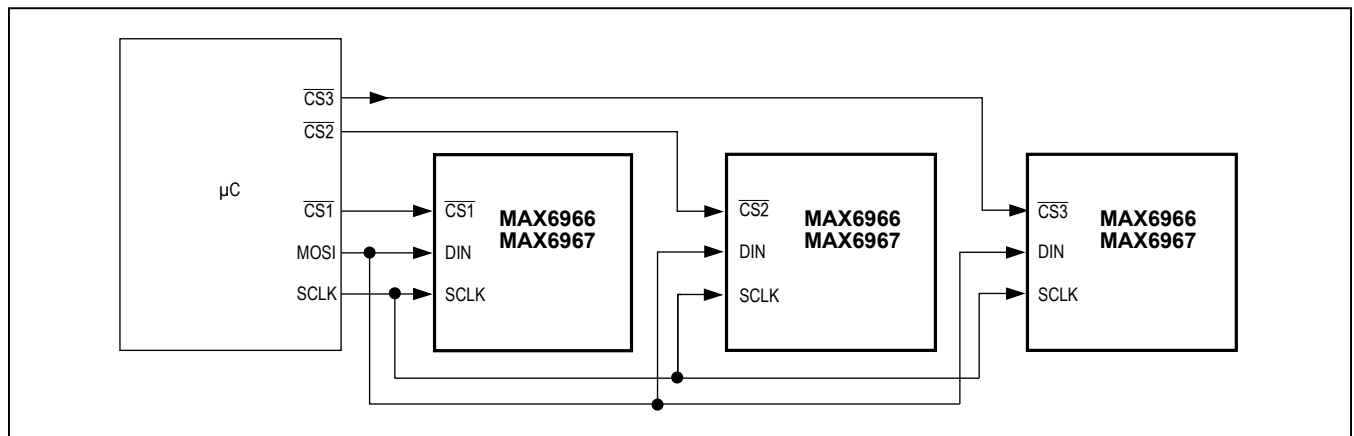 CS3
CS2
µC
CS1
MOSI
SCLK
CS1
DIN
SCLK
MAX6966
MAX6967
CS2
DIN
SCLK
MAX6966
MAX6967
CS3
DIN
SCLK
MAX6966
MAX6967